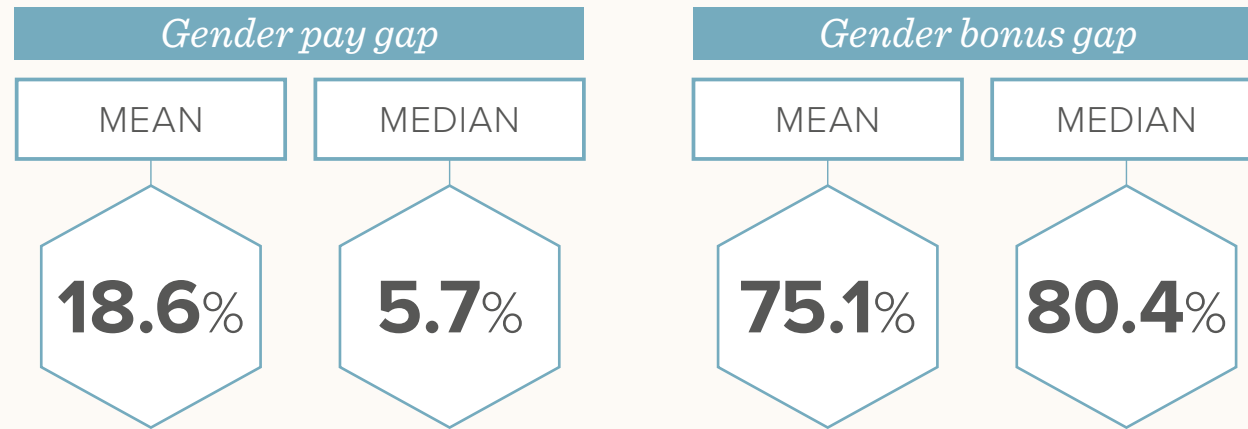 Gender pay gap
MEAN
MEDIAN
18.6%
5.7%
Gender bonus gap
MEAN
MEDIAN
75.1%
80.4%